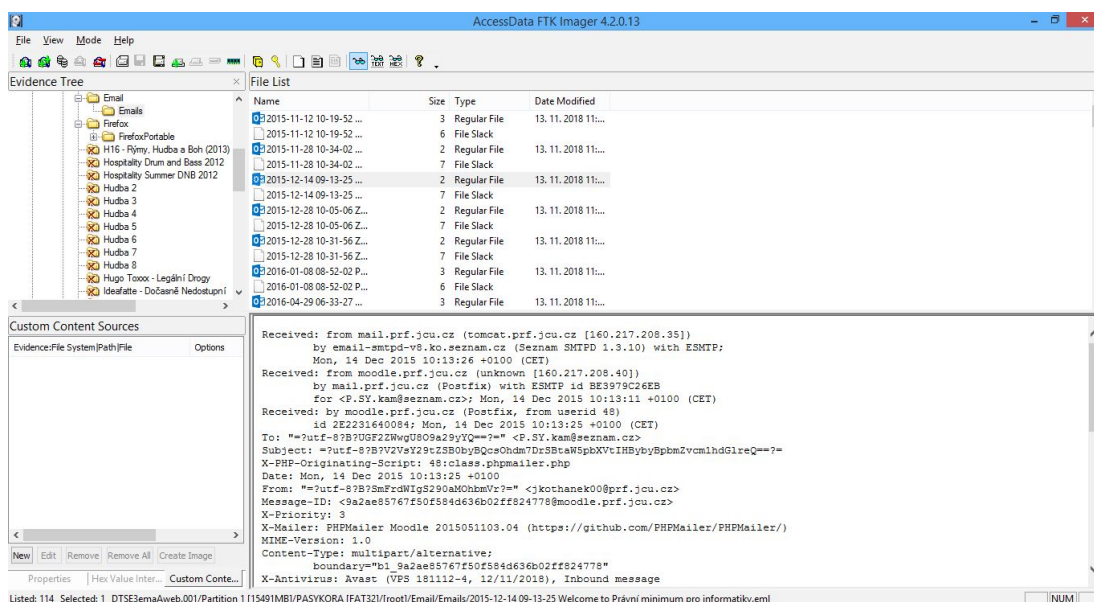 AccessData FTK Imager 4.2.0.13
File View Mode Help
Evidence Tree
Email
Emails
Firefox
FirefoxPortable
H16 - Rýmy, Hudba a Boh (2013)
Hospitality Drum and Bass 2012
Hospitality Summer DNB 2012
Hudba 2
Hudba 3
Hudba 4
Hudba 5
Hudba 6
Hudba 7
Hudba 8
Hugo Toxxx - Legální Drogy
Ideafatte - Dočasně Nedostupní
Custom Content Sources
Evidence:File System|Path|File Options
New Edit Remove Remove All Create Image
Properties Hex Value Inter... Custom Conte...
File List
Name Size Type Date Modified
2015-11-12 10-19-52 ... 3 Regular File 13. 11. 2018 11:...
2015-11-12 10-19-52 ... 6 File Slack
2015-11-28 10-34-02 ... 2 Regular File 13. 11. 2018 11:...
2015-11-28 10-34-02 ... 7 File Slack
2015-12-14 09-13-25 ... 2 Regular File 13. 11. 2018 11:...
2015-12-14 09-13-25 ... 7 File Slack
2015-12-28 10-05-06 Z... 2 Regular File 13. 11. 2018 11:...
2015-12-28 10-05-06 Z... 7 File Slack
2015-12-28 10-31-56 Z... 2 Regular File 13. 11. 2018 11:...
2015-12-28 10-31-56 Z... 7 File Slack
2016-01-08 08-52-02 P... 3 Regular File 13. 11. 2018 11:...
2016-01-08 08-52-02 P... 6 File Slack
2016-04-29 06-33-27 ... 3 Regular File 13. 11. 2018 11:...
Received: from mail.prf.jcu.cz (tomcat.prf.jcu.cz [160.217.208.35])
by email-smtpd-v8.ko.seznam.cz (Seznam SMTPD 1.3.10) with ESMTP;
Mon, 14 Dec 2015 10:13:26 +0100 (CET)
Received: from moodle.prf.jcu.cz (unknown [160.217.208.40])
by mail.prf.jcu.cz (Postfix) with ESMTP id BE3979C26EB
for <P.SY.kam@seznam.cz>; Mon, 14 Dec 2015 10:13:11 +0100 (CET)
Received: by moodle.prf.jcu.cz (Postfix, from userid 48)
id 2E2231640084; Mon, 14 Dec 2015 10:13:25 +0100 (CET)
To: "=?utf-8?B?UGF2ZWwgU8O9a29yYQ==?=" <P.SY.kam@seznam.cz>
Subject: =?utf-8?B?V2VsY29tZSB0byBQcsOhdm7DrSBtaW5pbXVtIHBybyBpbmZvcm1hdGlreQ==?=
X-PHP-Originating-Script: 48:class.phpmailer.php
Date: Mon, 14 Dec 2015 10:13:25 +0100
From: "=?utf-8?B?SmFrdWIgS290aMOhbmVr?=" <jkothanek00@prf.jcu.cz>
Message-ID: <9a2ae85767f50f584d636b02ff824778@moodle.prf.jcu.cz>
X-Priority: 3
X-Mailer: PHPMailer Moodle 2015051103.04 (https://github.com/PHPMailer/PHPMailer/)
MIME-Version: 1.0
Content-Type: multipart/alternative;
boundary="b1_9a2ae85767f50f584d636b02ff824778"
X-Antivirus: Avast (VPS 181112-4, 12/11/2018), Inbound message
Listed: 114 Selected: 1 DTSE3emaAweb.001/Partition 1 [15491MB]/PASYKORA [FAT32]/[root]/Email/Emails/2015-12-14 09-13-25 Welcome to Právní minimum pro informatiky.eml NUM